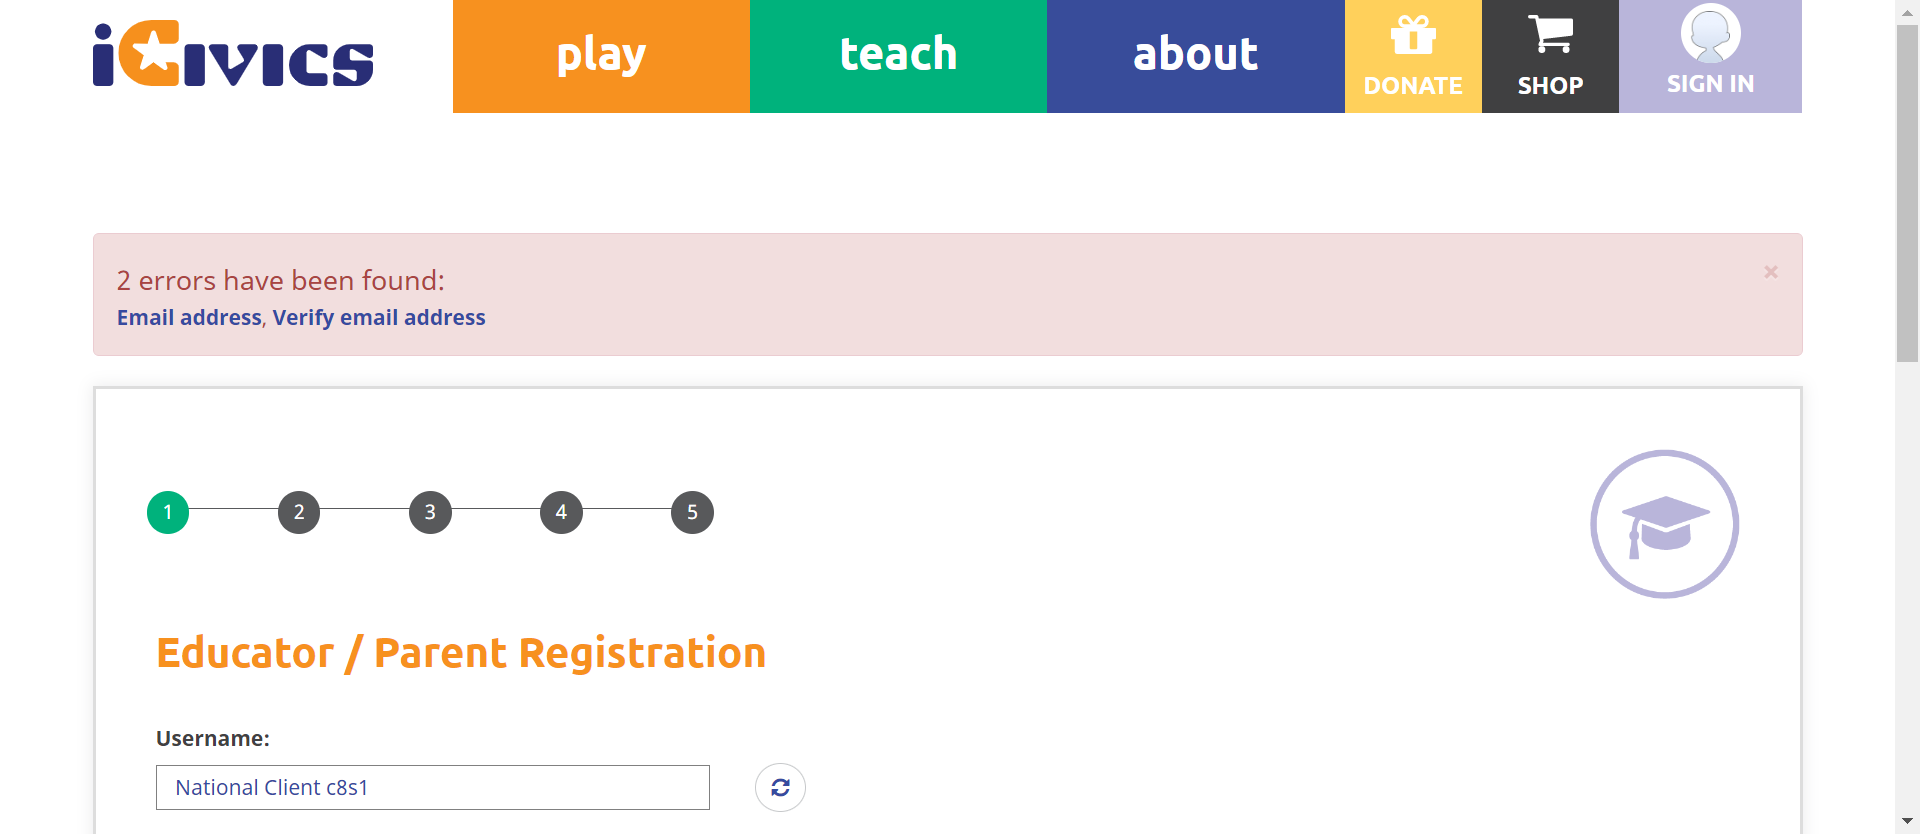 iCivics
play
teach
about
DONATE
SHOP
SIGN IN
2 errors have been found:
×
Email address, Verify email address
1
2
3
4
5
Educator / Parent Registration
Username:
National Client c8s1